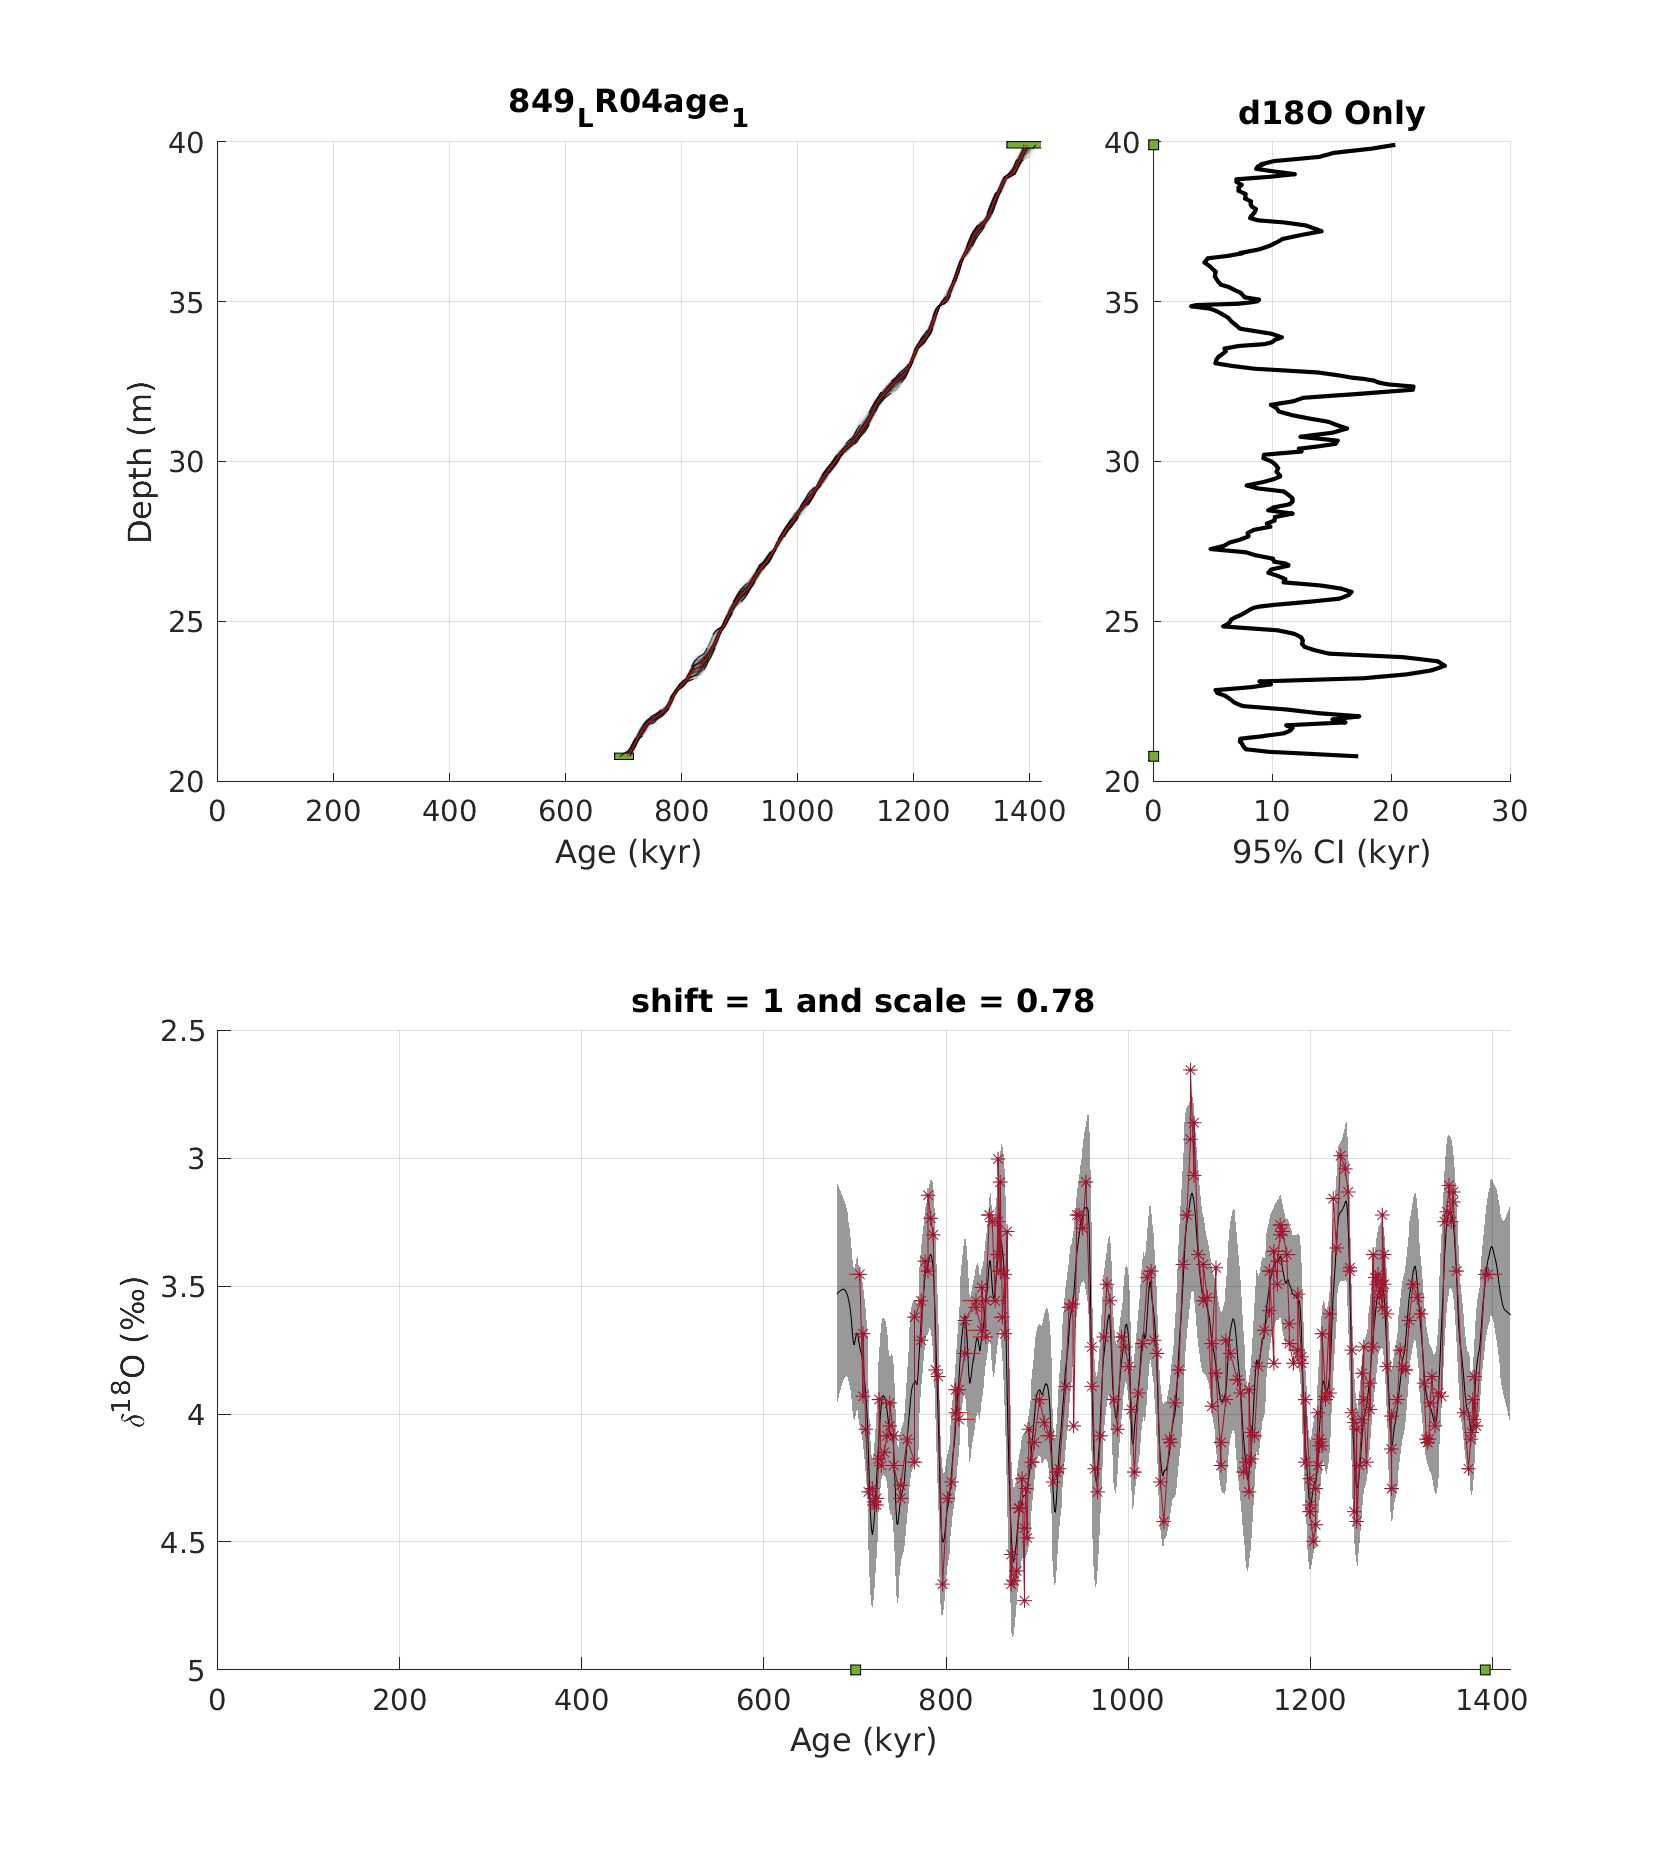 849LR04age1
d18O Only
40
35
30
25
20
Depth (m)
0 200 400 600 800 1000 1200 1400
Age (kyr)
40
35
30
25
20
0 10 20 30
95% CI (kyr)
shift = 1 and scale = 0.78
2.5
3
3.5
4
4.5
5
δ18O (‰)
0 200 400 600 800 1000 1200 1400
Age (kyr)